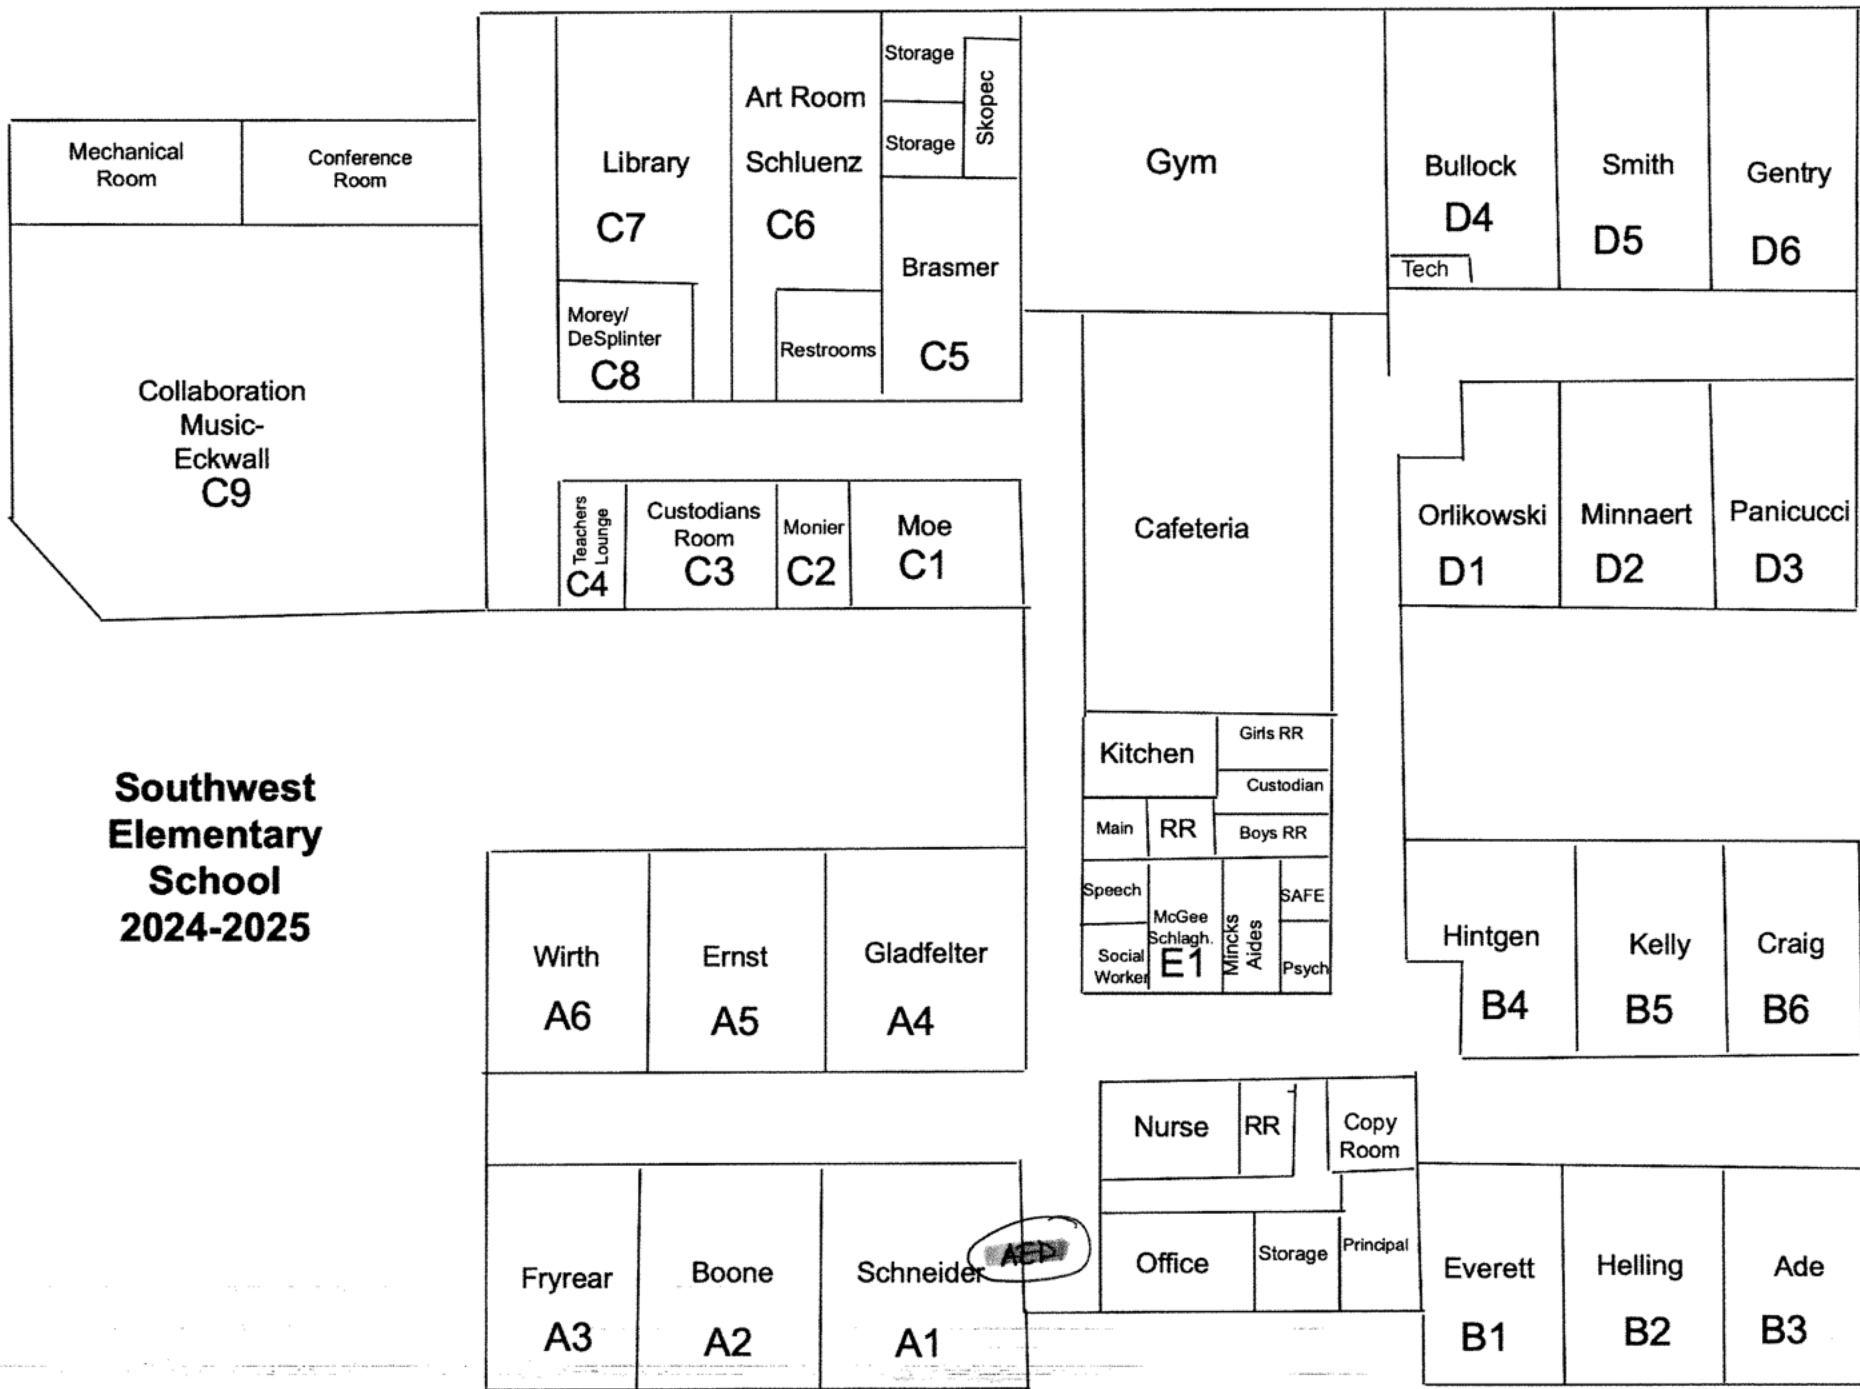 Storage
Skopec
Art Room
Storage
Mechanical
Room
Conference
Room
Library
C7
Schluenz
C6
Gym
Bullock
D4
Tech
Smith
D5
Gentry
D6
Brasmer
C5
Morey/
DeSplinter
C8
Restrooms
Collaboration
Music-
Eckwall
C9
Teachers
Lounge
C4
Custodians
Room
C3
Monier
C2
Moe
C1
Cafeteria
Orlikowski
D1
Minnaert
D2
Panicucci
D3
Kitchen
Girls RR
Custodian
Main
RR
Boys RR
Southwest
Elementary
School
2024-2025
Speech
Social
Worker
McGee
Schlagh.
E1
Mincks
Aides
SAFE
Psych
Wirth
A6
Ernst
A5
Gladfelter
A4
Hintgen
B4
Kelly
B5
Craig
B6
Nurse
RR
Copy
Room
Fryrear
A3
Boone
A2
Schneider
A1
AED
Office
Storage
Principal
Everett
B1
Helling
B2
Ade
B3